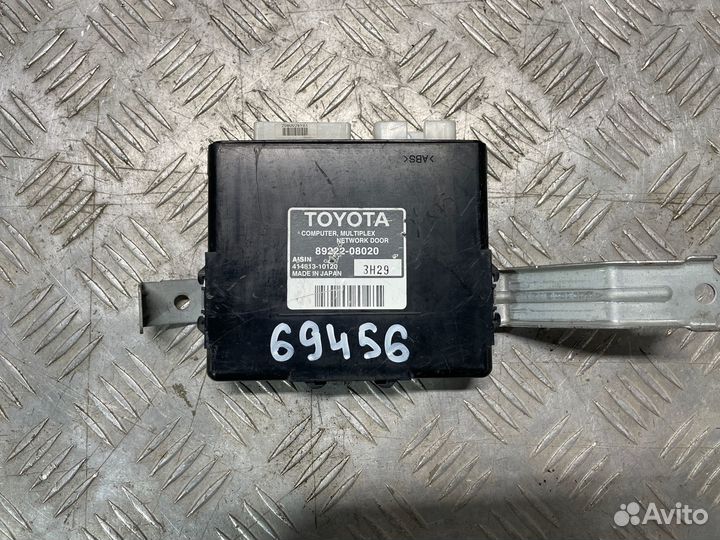 >ABS<
TOYOTA
COMPUTER, MULTIPLEX
NETWORK DOOR
89222-08020
AISIN
414813-10120
3H29
MADE IN JAPAN
69456
Avito